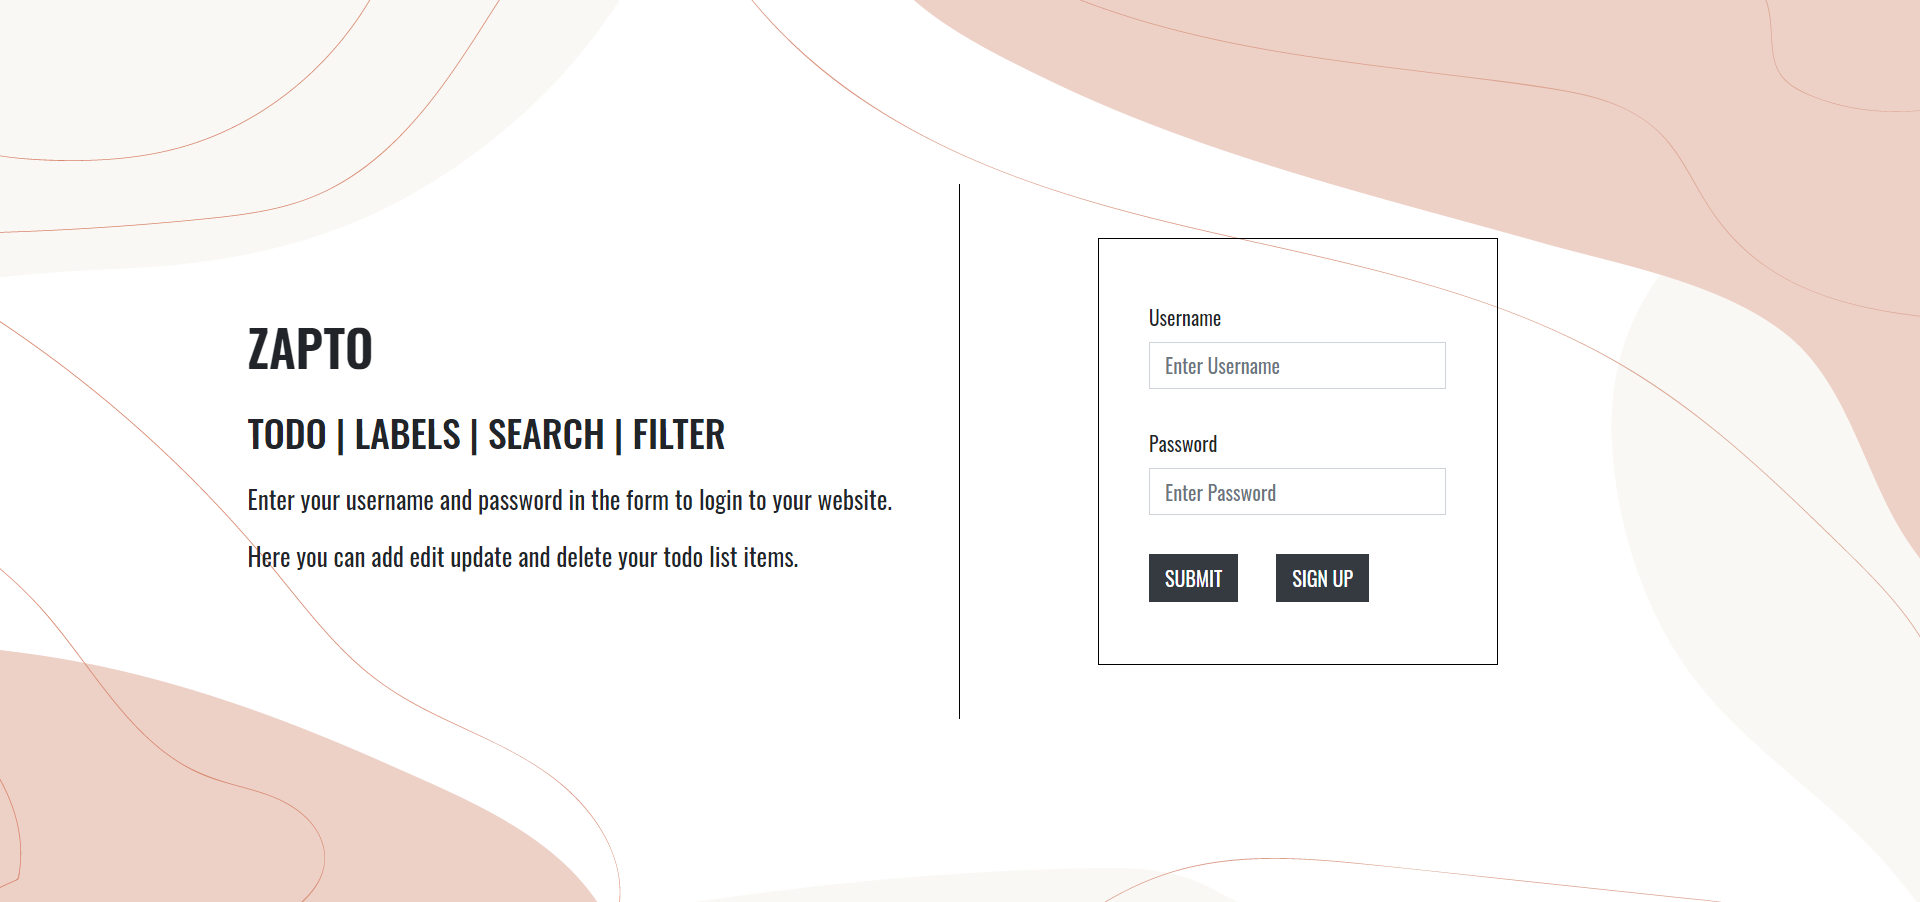 ZAPTO
TODO | LABELS | SEARCH | FILTER
Enter your username and password in the form to login to your website.
Here you can add edit update and delete your todo list items.
Username
Enter Username
Password
Enter Password
SUBMIT
SIGN UP